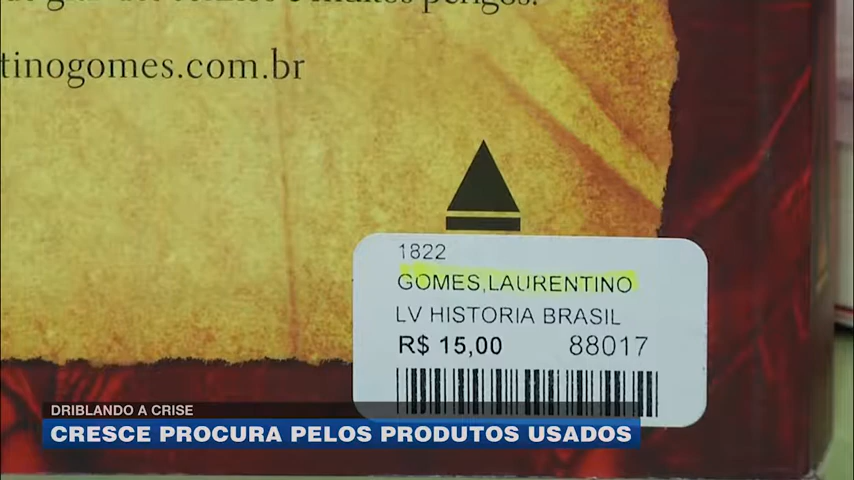 perigos.
tinogomes.com.br
1822
GOMES,LAURENTINO
LV HISTORIA BRASIL
R$ 15,00 88017
DRIBLANDO A CRISE
CRESCE PROCURA PELOS PRODUTOS USADOS